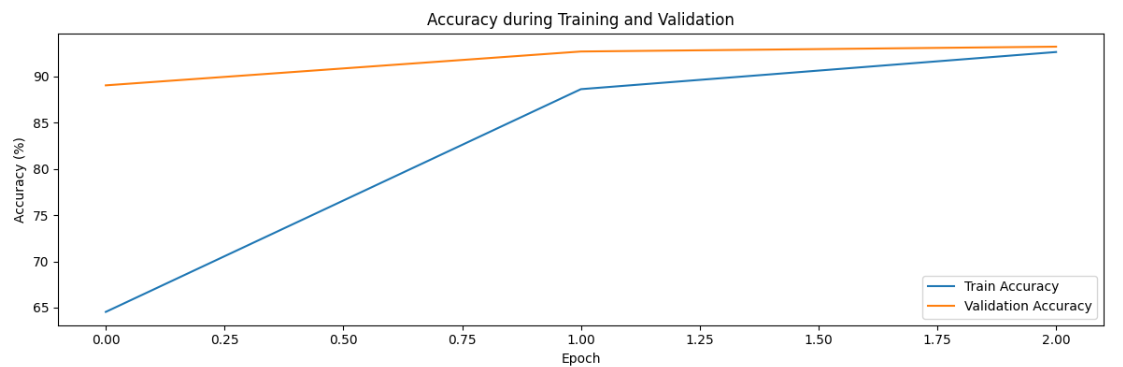 Accuracy during Training and Validation
Accuracy (%)
90
85
80
75
70
65
0.00 0.25 0.50 0.75 1.00 1.25 1.50 1.75 2.00
Epoch
Train Accuracy
Validation Accuracy